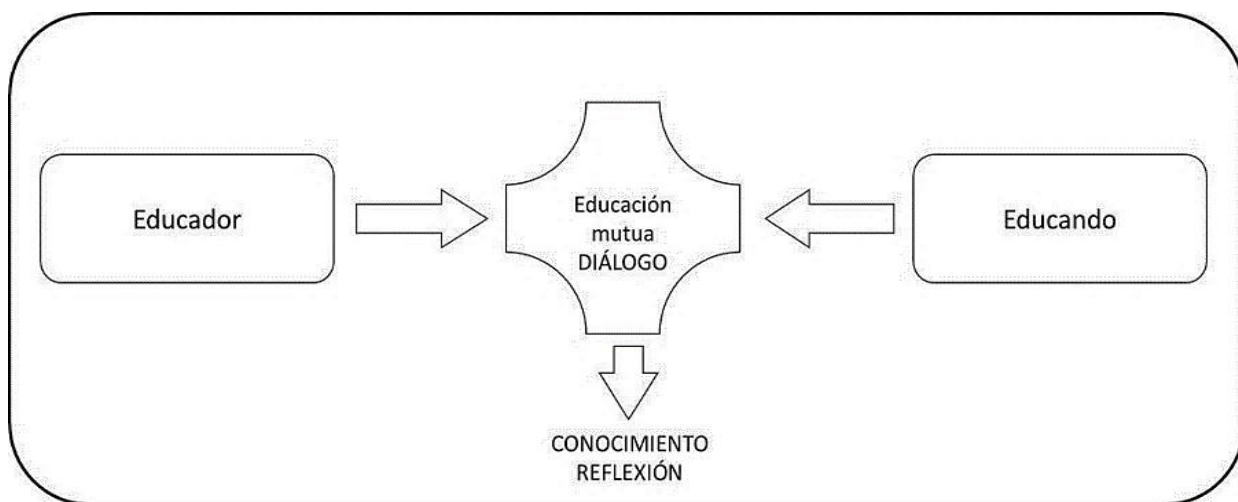 Educador
Educación
mutua
DIÁLOGO
Educando
CONOCIMIENTO
REFLEXIÓN